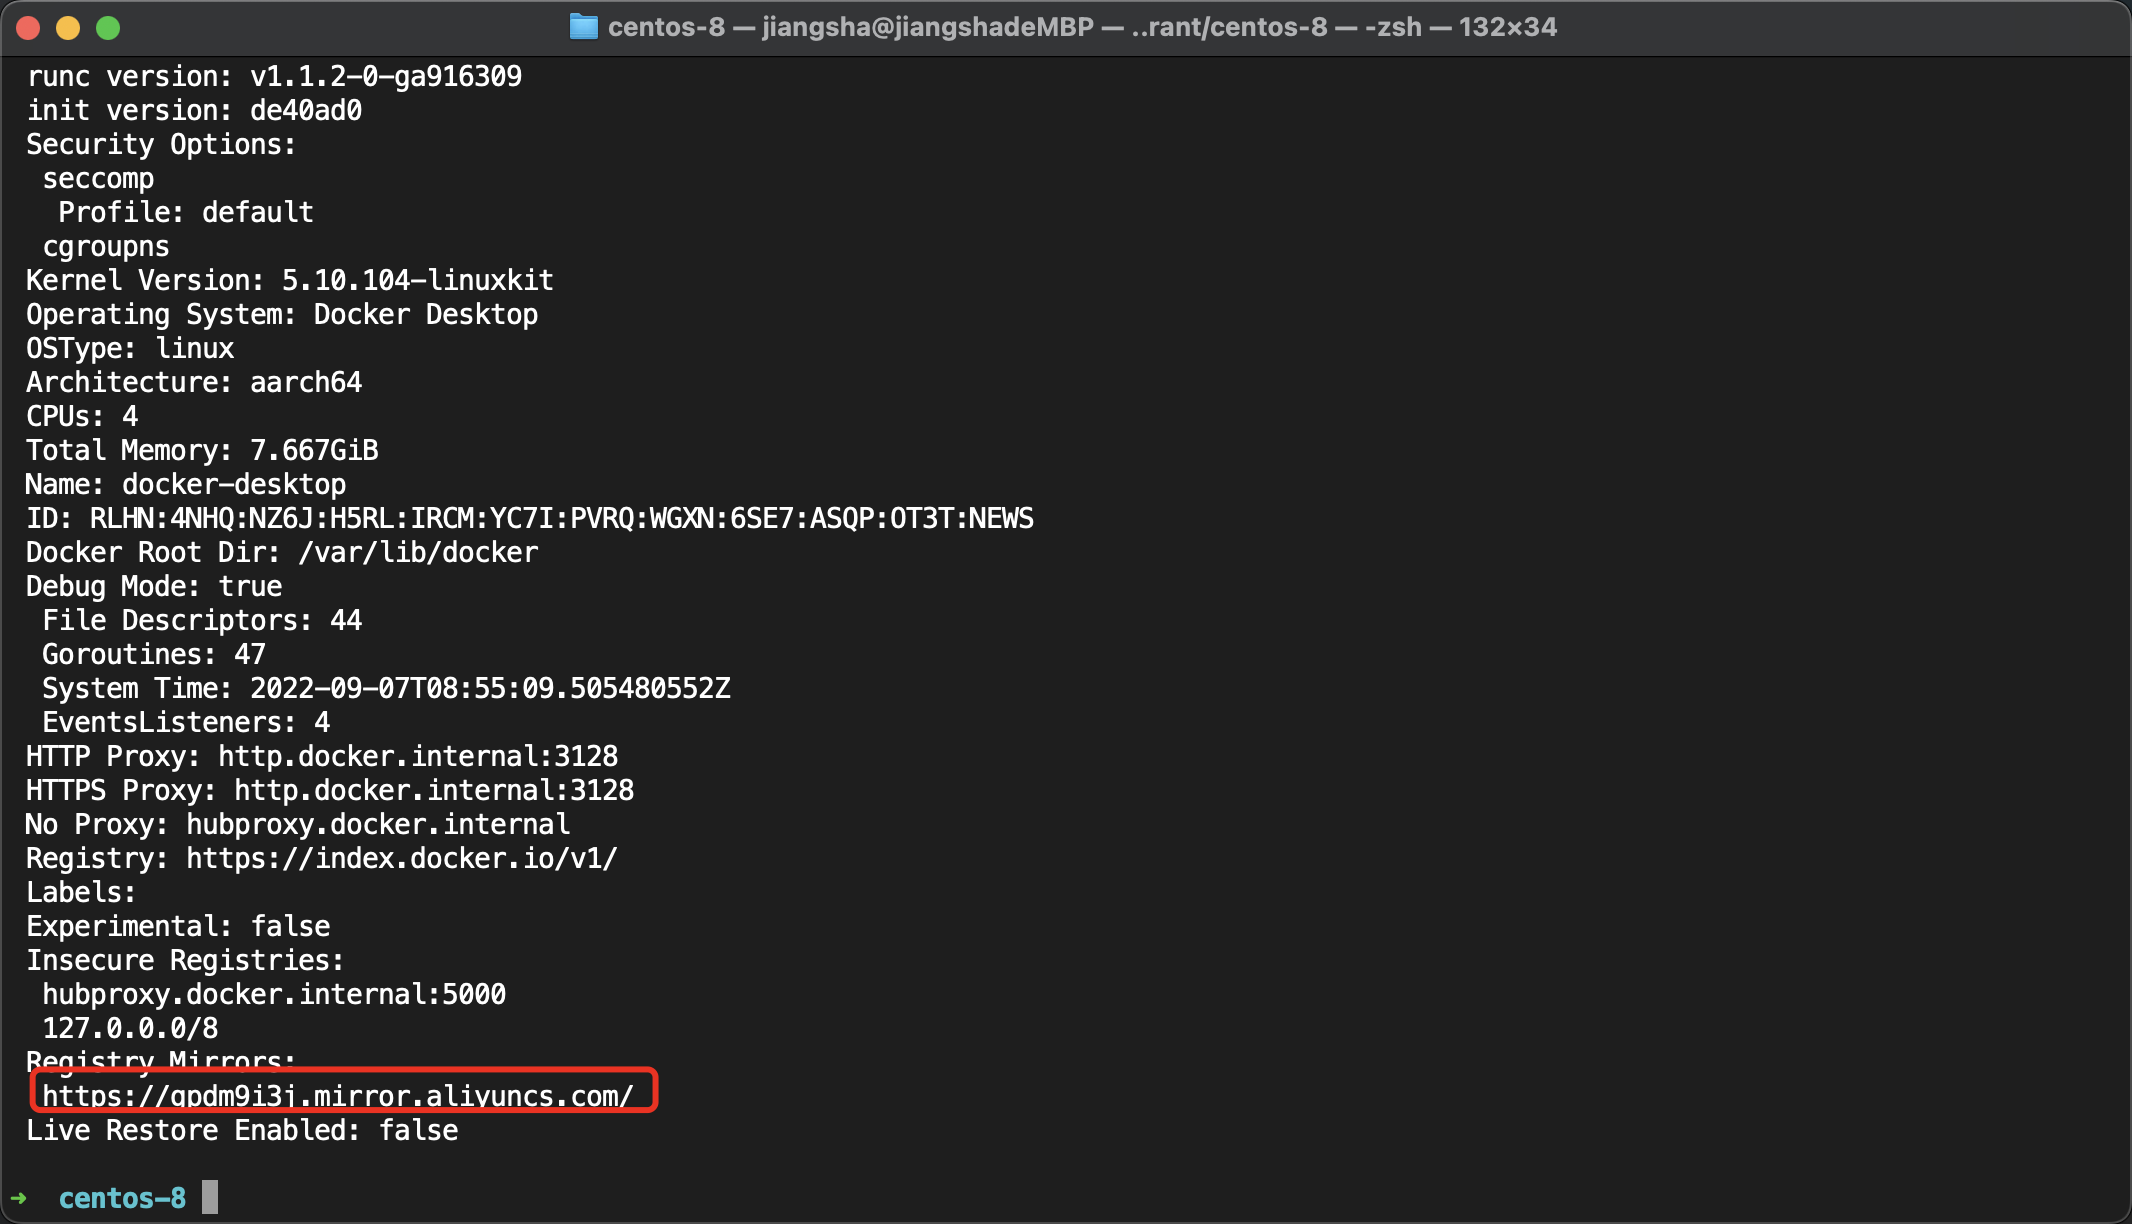 centos-8 — jiangsha@jiangshadeMBP — ..rant/centos-8 — -zsh — 132×34
runc version: v1.1.2-0-ga916309
init version: de40ad0
Security Options:
seccomp
Profile: default
cgroupns
Kernel Version: 5.10.104-linuxkit
Operating System: Docker Desktop
OSType: linux
Architecture: aarch64
CPUs: 4
Total Memory: 7.667GiB
Name: docker-desktop
ID: RLHN:4NHQ:NZ6J:H5RL:IRCM:YC7I:PVRQ:WGXN:6SE7:ASQP:OT3T:NEWS
Docker Root Dir: /var/lib/docker
Debug Mode: true
File Descriptors: 44
Goroutines: 47
System Time: 2022-09-07T08:55:09.505480552Z
EventsListeners: 4
HTTP Proxy: http.docker.internal:3128
HTTPS Proxy: http.docker.internal:3128
No Proxy: hubproxy.docker.internal
Registry: https://index.docker.io/v1/
Labels:
Experimental: false
Insecure Registries:
hubproxy.docker.internal:5000
127.0.0.0/8
Registry Mirrors:
https://qpdm9i3j.mirror.aliyuncs.com/
Live Restore Enabled: false
➜ centos-8